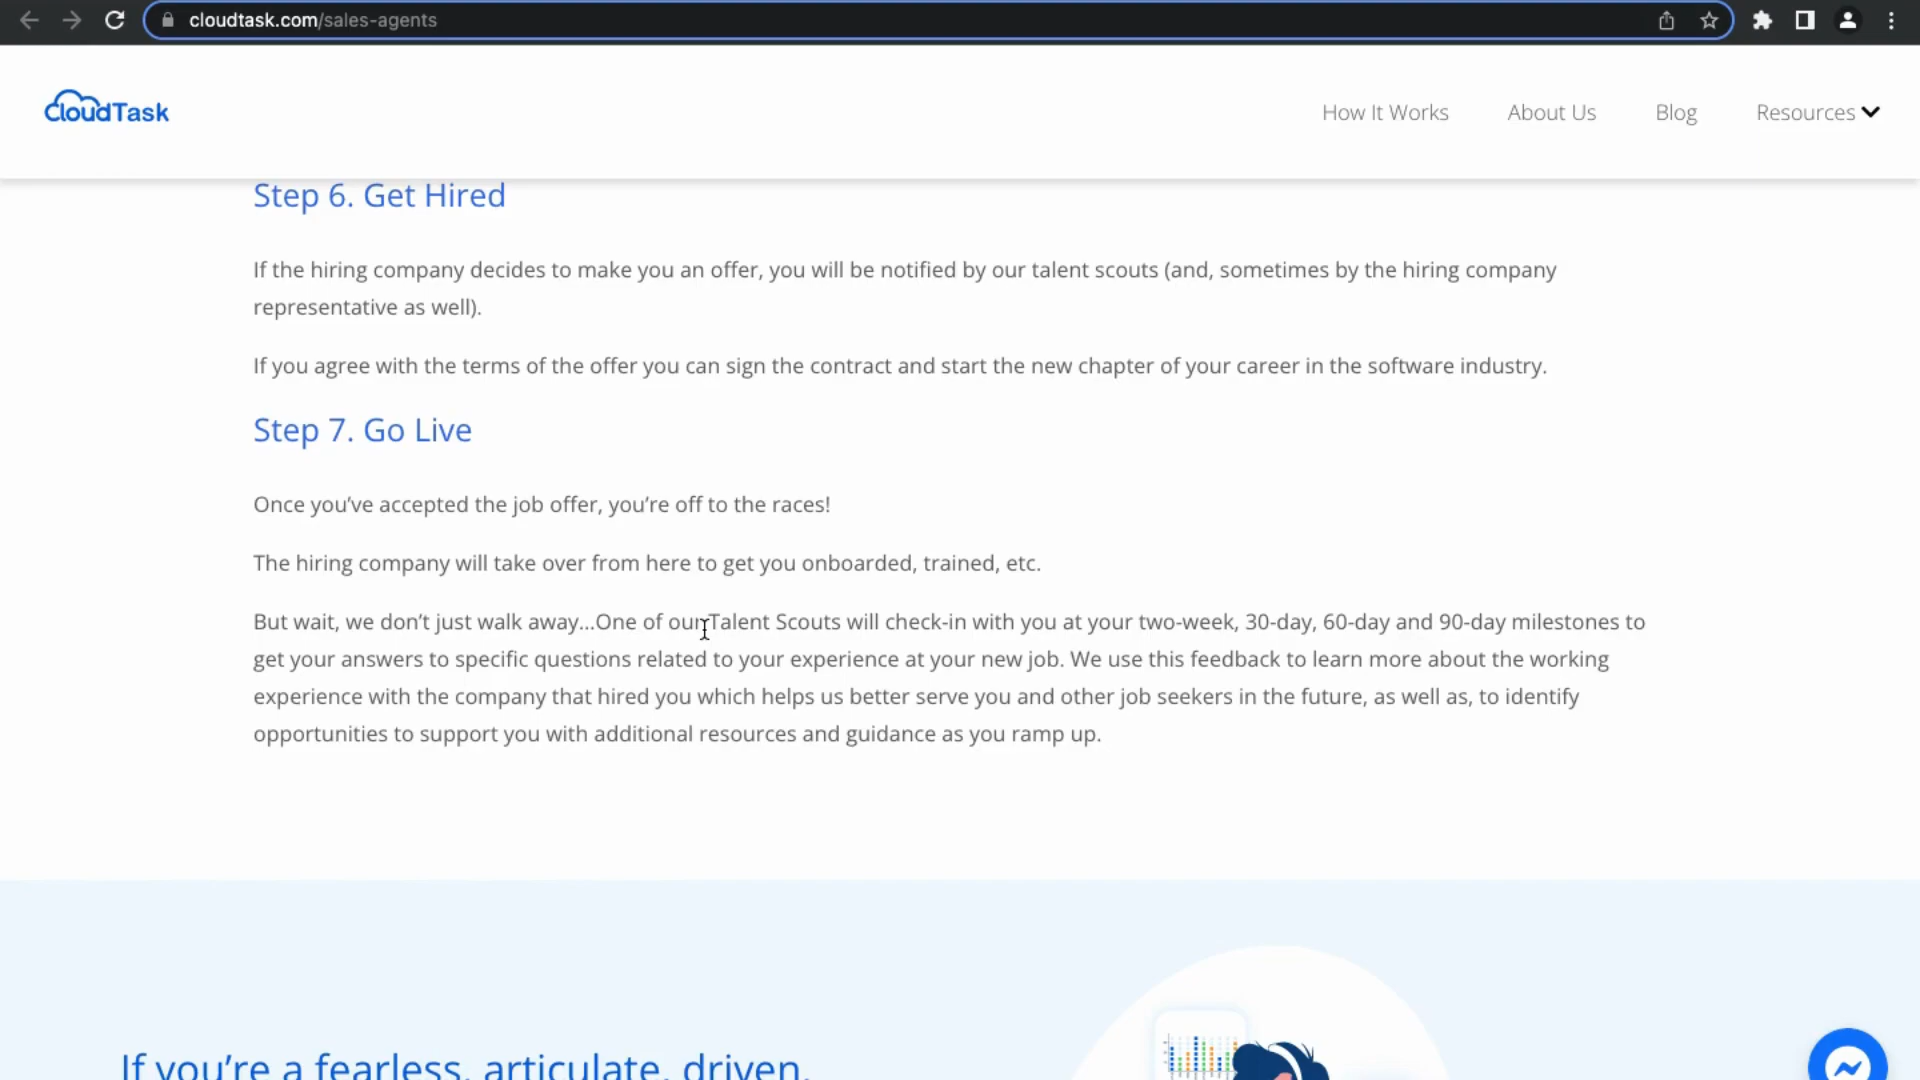 cloudtask.com/sales-agents
CloudTask
How It Works
About Us
Blog
Resources
Step 6. Get Hired
If the hiring company decides to make you an offer, you will be notified by our talent scouts (and, sometimes by the hiring company
representative as well).
If you agree with the terms of the offer you can sign the contract and start the new chapter of your career in the software industry.
Step 7. Go Live
Once you’ve accepted the job offer, you’re off to the races!
The hiring company will take over from here to get you onboarded, trained, etc.
But wait, we don’t just walk away...One of our Talent Scouts will check-in with you at your two-week, 30-day, 60-day and 90-day milestones to
get your answers to specific questions related to your experience at your new job. We use this feedback to learn more about the working
experience with the company that hired you which helps us better serve you and other job seekers in the future, as well as, to identify
opportunities to support you with additional resources and guidance as you ramp up.
If you’re a fearless, articulate, driven,